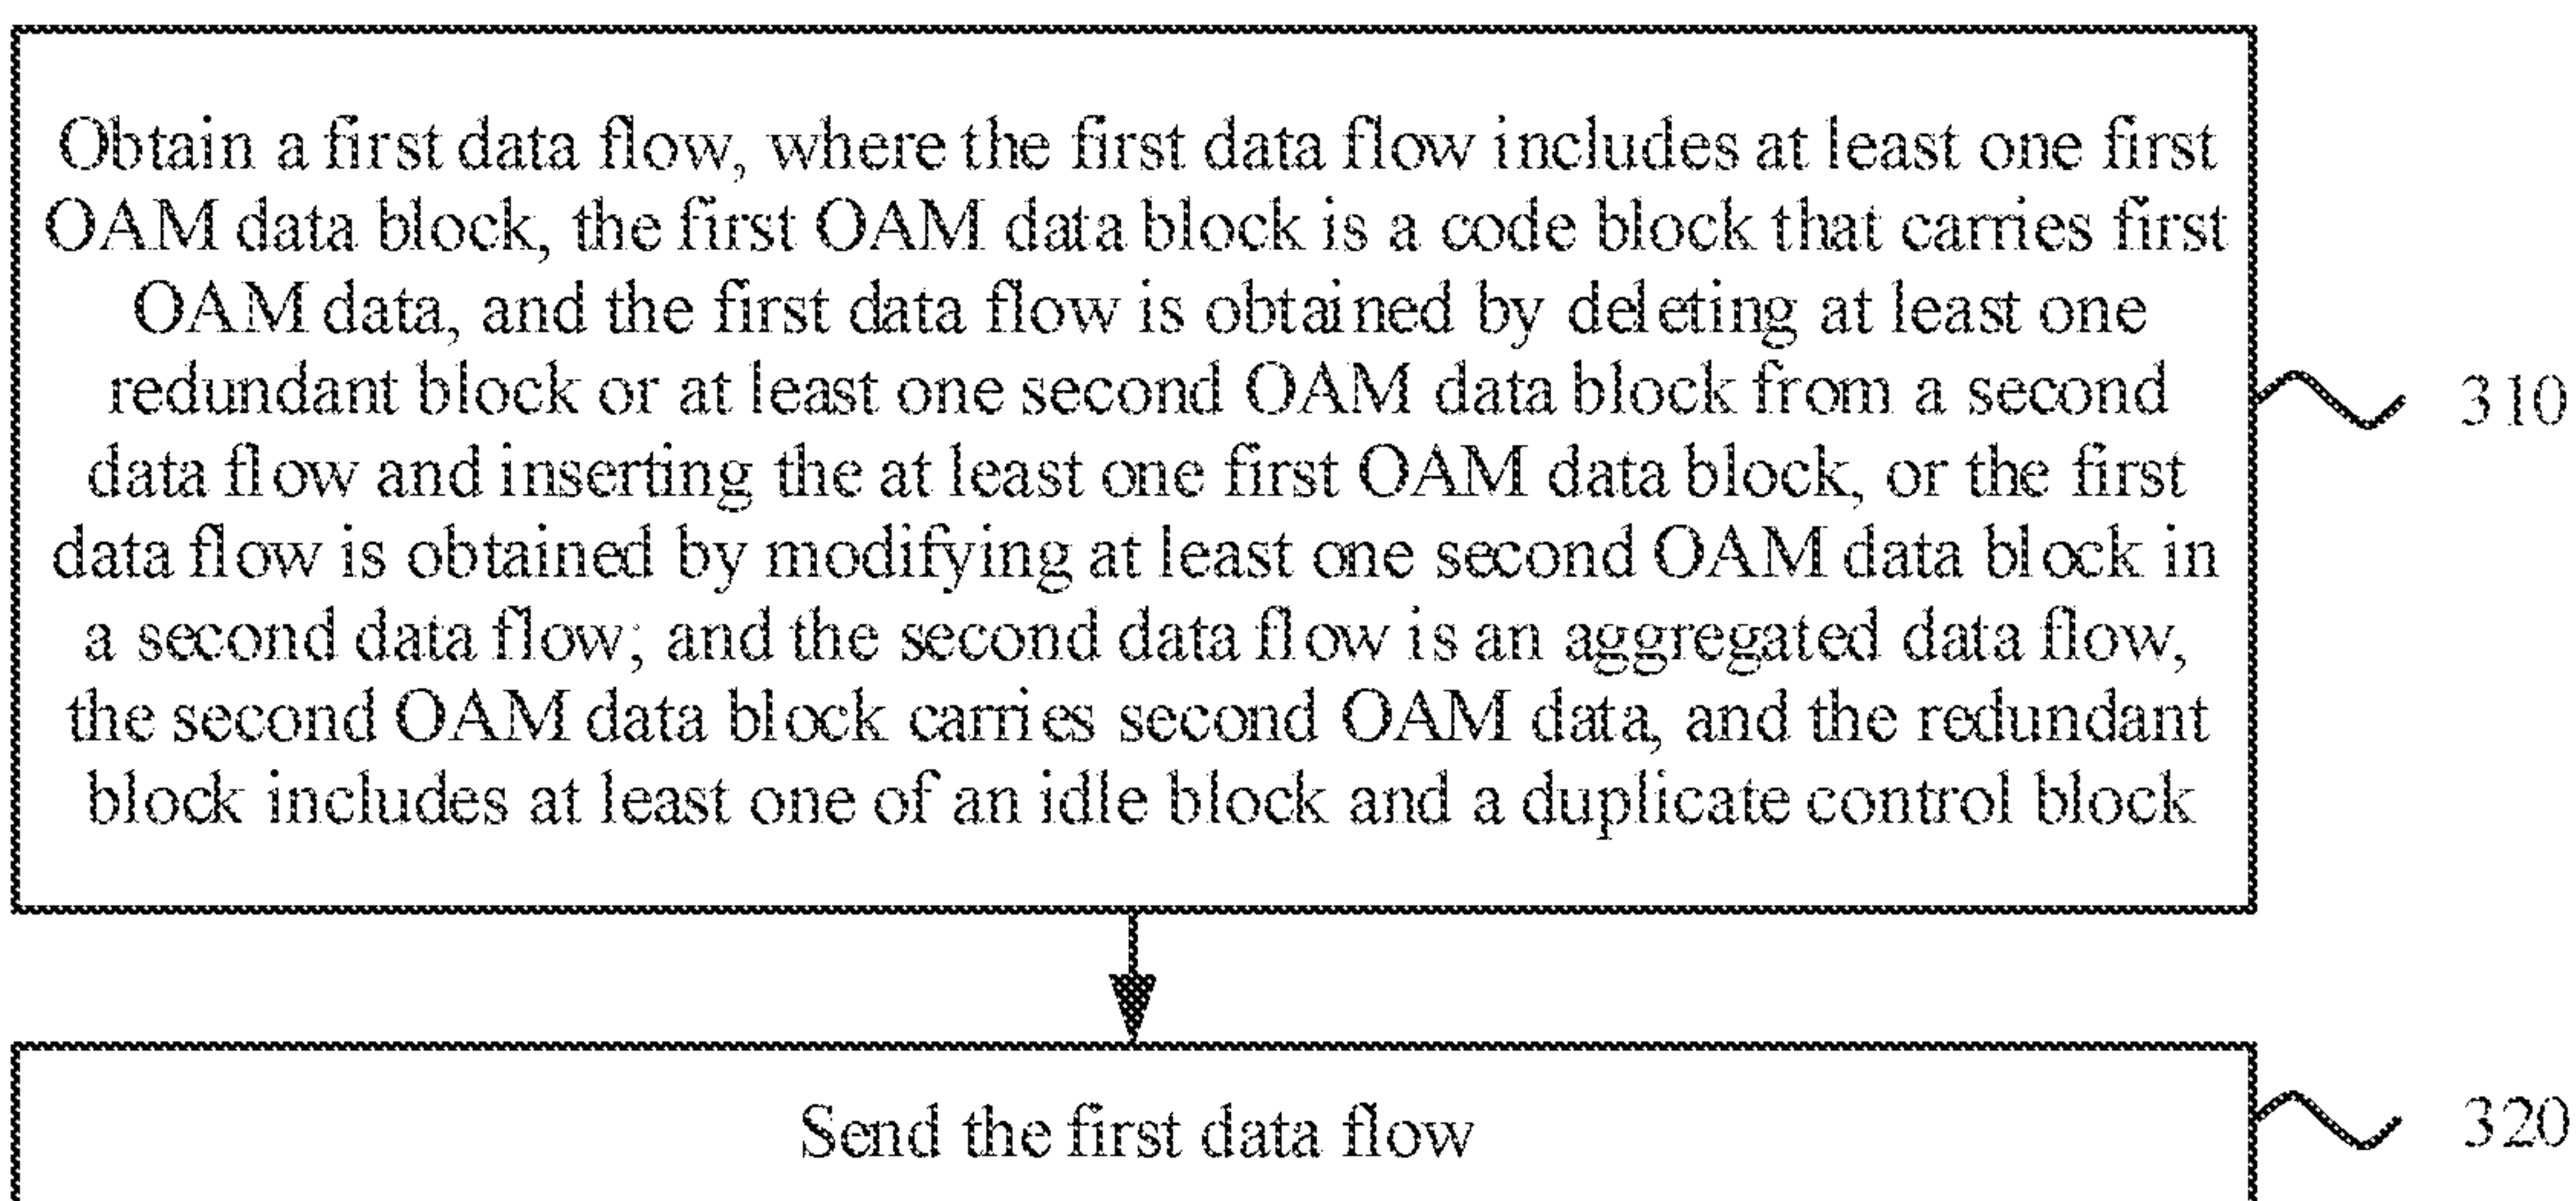 Obtain a first data flow, where the first data flow includes at least one first
OAM data block, the first OAM data block is a code block that carries first
OAM data, and the first data flow is obtained by deleting at least one
redundant block or at least one second OAM data block from a second
data flow and inserting the at least one first OAM data block, or the first
data flow is obtained by modifying at least one second OAM data block in
a second data flow; and the second data flow is an aggregated data flow,
the second OAM data block carries second OAM data, and the redundant
block includes at least one of an idle block and a duplicate control block
310
Send the first data flow
320